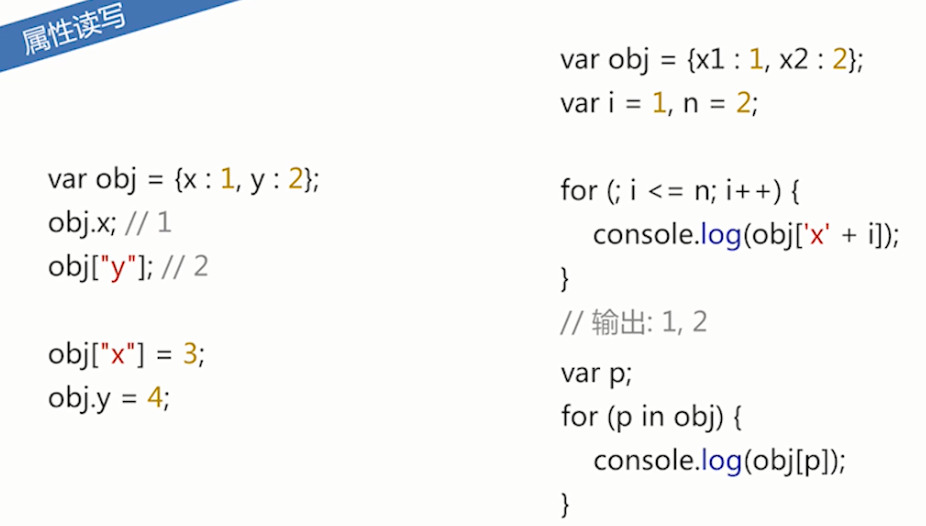 属性读写
var obj = {x : 1, y : 2};
obj.x; // 1
obj["y"]; // 2
obj["x"] = 3;
obj.y = 4;
var obj = {x1 : 1, x2 : 2};
var i = 1, n = 2;
for (; i <= n; i++) {
console.log(obj['x' + i]);
}
// 输出: 1, 2
var p;
for (p in obj) {
console.log(obj[p]);
}